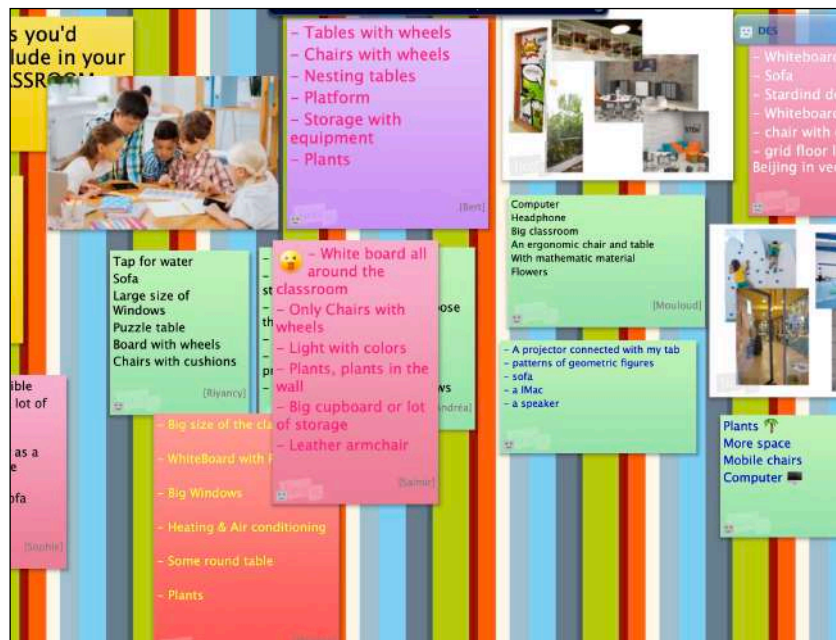 s you'd
lude in your
SSROOM
- Tables with wheels
- Chairs with wheels
- Nesting tables
- Platform
- Storage with
equipment
- Plants
[Bert]
DES
- Whiteboard
- Sofa
- Stardind de
- Whiteboard
- chair with
- grid floor l
Beijing in ve
Tap for water
Sofa
Large size of
Windows
Puzzle table
Board with wheels
Chairs with cushions
[Riyancy]
- White board all
around the
classroom
- Only Chairs with
wheels
- Light with colors
- Plants, plants in the
wall
- Big cupboard or lot
of storage
- Leather armchair
[Samir]
st
th
pr
ose
ws
Andréa]
Computer
Headphone
Big classroom
An ergonomic chair and table
With mathematic material
Flowers
[Mouloud]
- A projector connected with my tab
- patterns of geometric figures
- sofa
- a IMac
- a speaker
Plants
More space
Mobile chairs
Computer
ible
lot of
as a
e
ofa
[Sophie]
- Big size of the cla
- WhiteBoard with
- Big Windows
- Heating & Air conditioning
- Some round table
- Plants